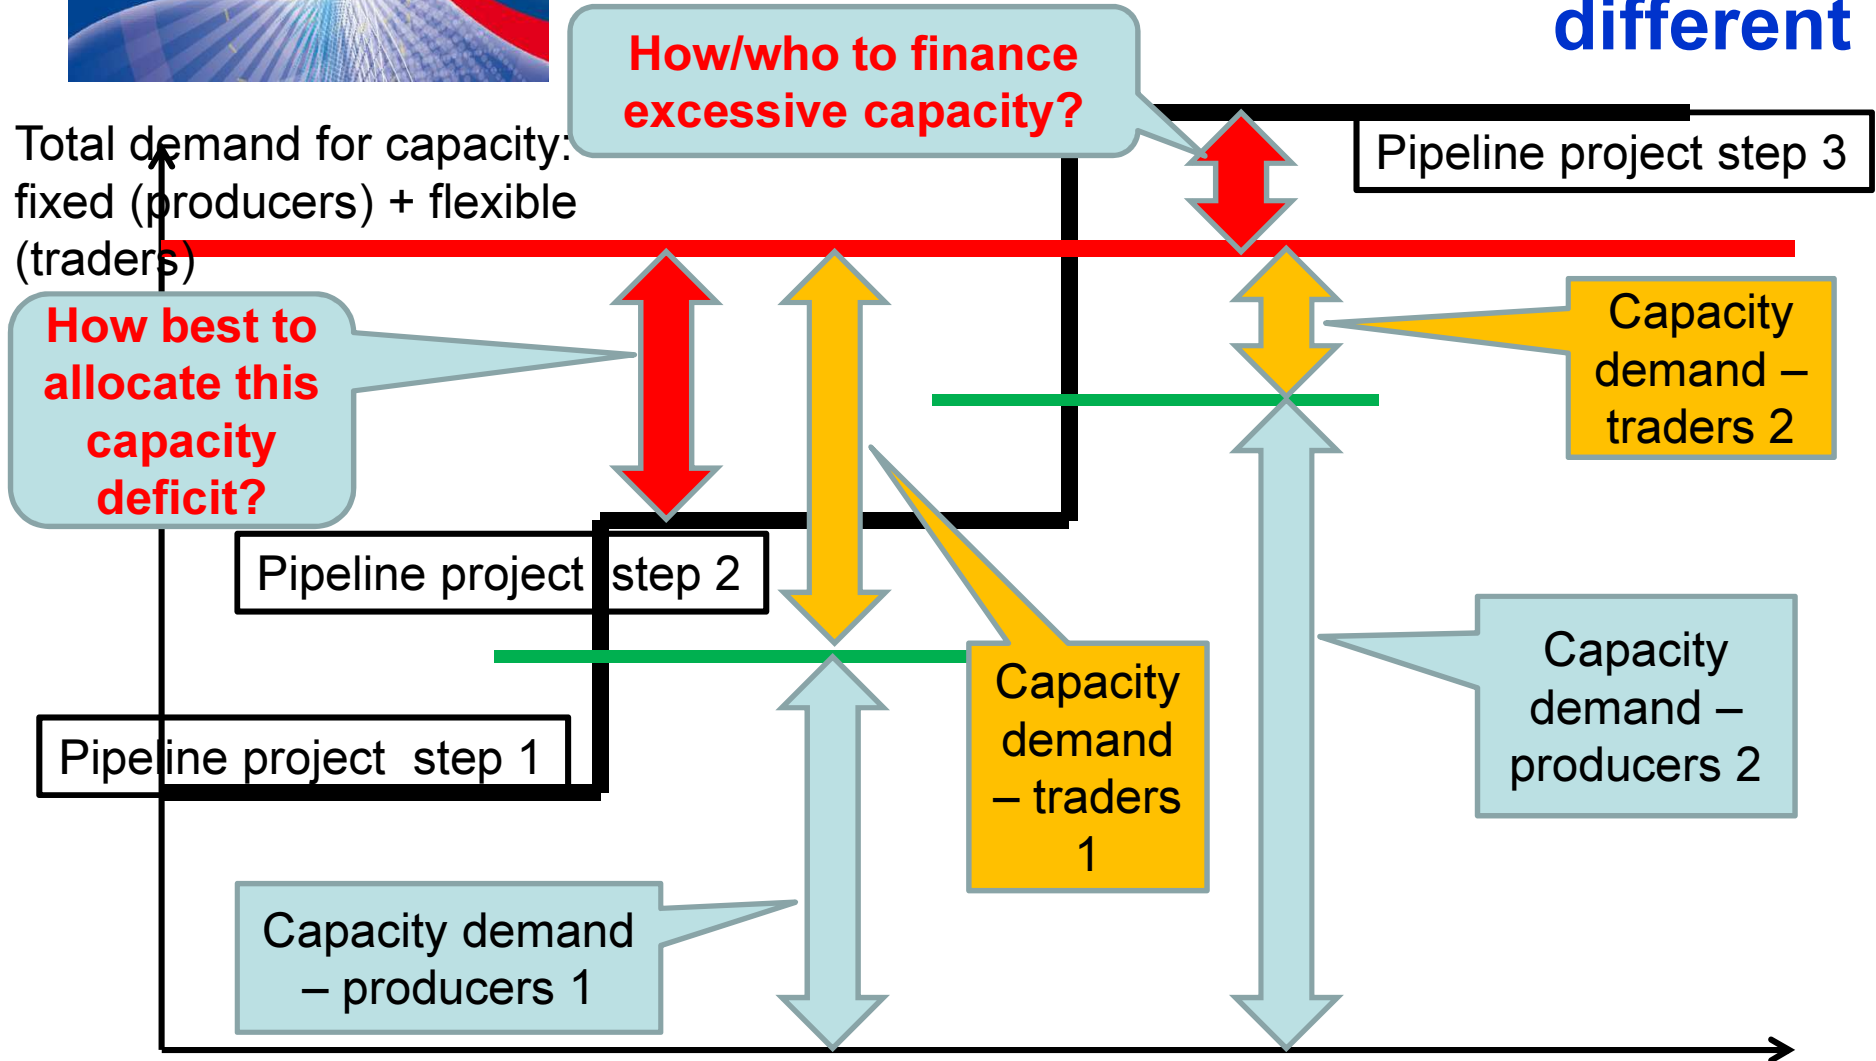 different
How/who to finance
excessive capacity?
Total demand for capacity:
fixed (producers) + flexible
(traders)
Pipeline project step 3
How best to
allocate this
capacity
deficit?
Capacity
demand –
traders 2
Pipeline project step 2
Capacity
demand –
producers 2
Capacity
demand
– traders
1
Pipeline project step 1
Capacity demand
– producers 1